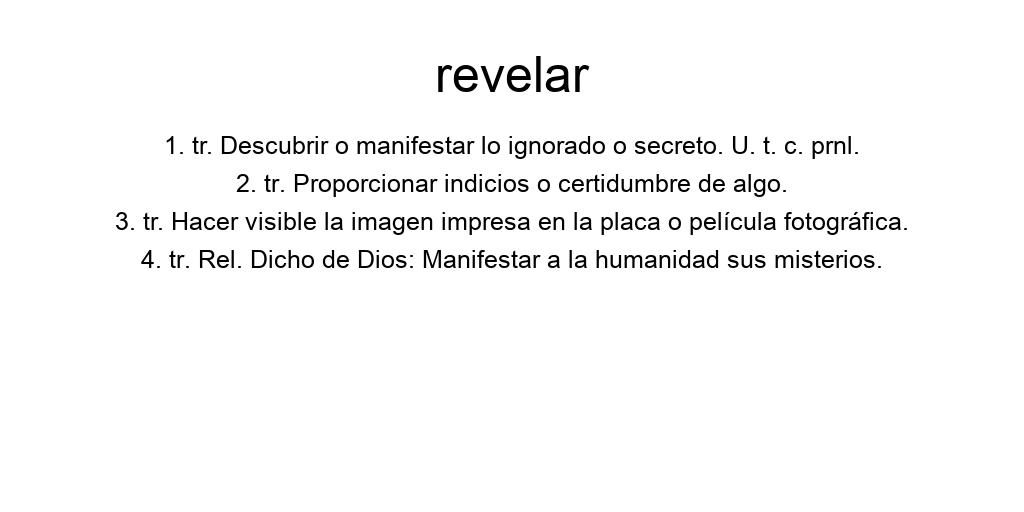 revelar
1. tr. Descubrir o manifestar lo ignorado o secreto. U. t. c. prnl.
2. tr. Proporcionar indicios o certidumbre de algo.
3. tr. Hacer visible la imagen impresa en la placa o película fotográfica.
4. tr. Rel. Dicho de Dios: Manifestar a la humanidad sus misterios.